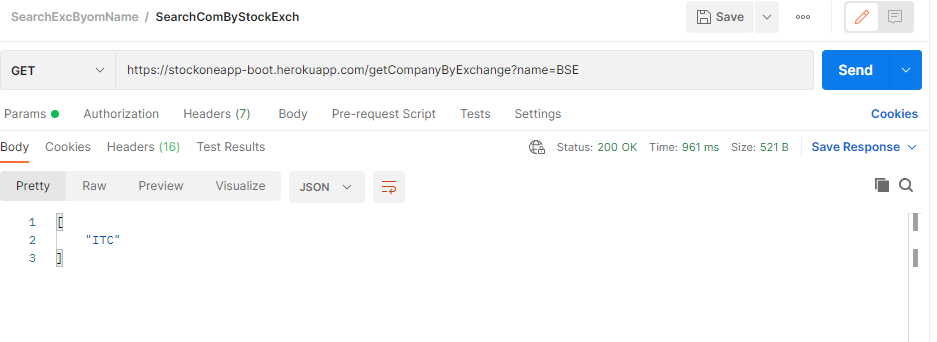 SearchExcByomName / SearchComByStockExch Save ooo
GET https://stockoneapp-boot.herokuapp.com/getCompanyByExchange?name=BSE Send
Params Authorization Headers (7) Body Pre-request Script Tests Settings Cookies
Body Cookies Headers (16) Test Results Status: 200 OK Time: 961 ms Size: 521 B Save Response
Pretty Raw Preview Visualize JSON
1 [
2 "ITC"
3 ]